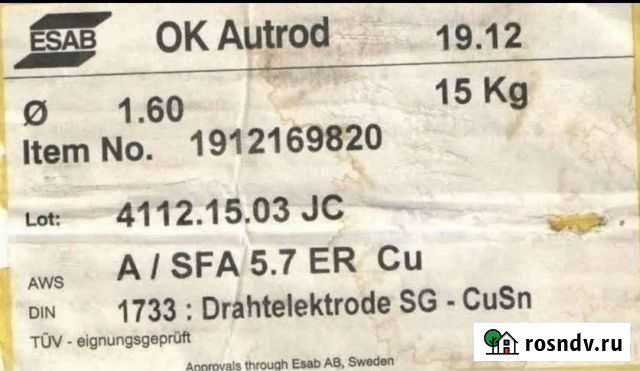 ESAB OK Autrod 19.12
Ø 1.60 15 Kg
Item No. 1912169820
Lot: 4112.15.03 JC
AWS A / SFA 5.7 ER Cu
DIN 1733 : Drahtelektrode SG - CuSn
TÜV - eignungsgeprüft
Approvals through Esab AB, Sweden
rosndv.ru